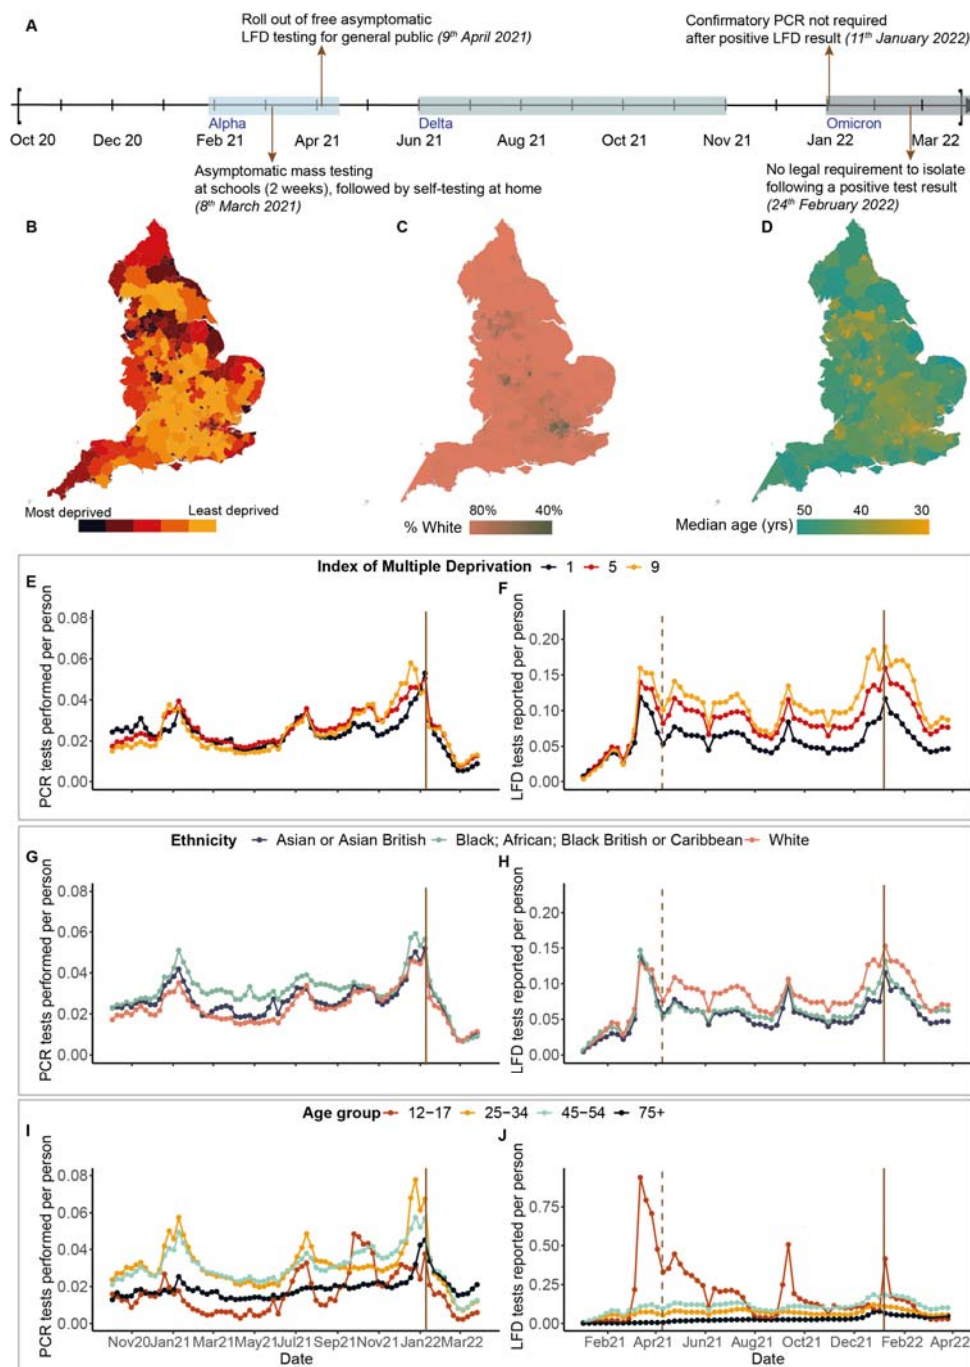 A
Roll out of free asymptomatic
LFD testing for general public (9th April 2021)
Confirmatory PCR not required
after positive LFD result (11th January 2022)
Alpha
Delta
Omicron
Oct 20 Dec 20 Feb 21 Apr 21 Jun 21 Aug 21 Oct 21 Nov 21 Jan 22 Mar 22
Asymptomatic mass testing
at schools (2 weeks), followed by self-testing at home
(8th March 2021)
No legal requirement to isolate
following a positive test result
(24th February 2022)
B
C
D
Most deprived Least deprived
80% 40%
% White
50 40 30
Median age (yrs)
Index of Multiple Deprivation 1 5 9
E
PCR tests performed per person
0.08
0.06
0.04
0.02
0.00
F
LFD tests reported per person
0.20
0.15
0.10
0.05
0.00
Ethnicity Asian or Asian British Black; African; Black British or Caribbean White
G
PCR tests performed per person
0.08
0.06
0.04
0.02
0.00
H
LFD tests reported per person
0.20
0.15
0.10
0.05
0.00
Age group 12-17 25-34 45-54 75+
I
PCR tests performed per person
0.08
0.06
0.04
0.02
0.00
Nov20 Jan21 Mar21 May21 Jul21 Sep21 Nov21 Jan22 Mar22
Date
J
LFD tests reported per person
0.75
0.50
0.25
0.00
Feb21 Apr21 Jun21 Aug21 Oct21 Dec21 Feb22 Apr22
Date